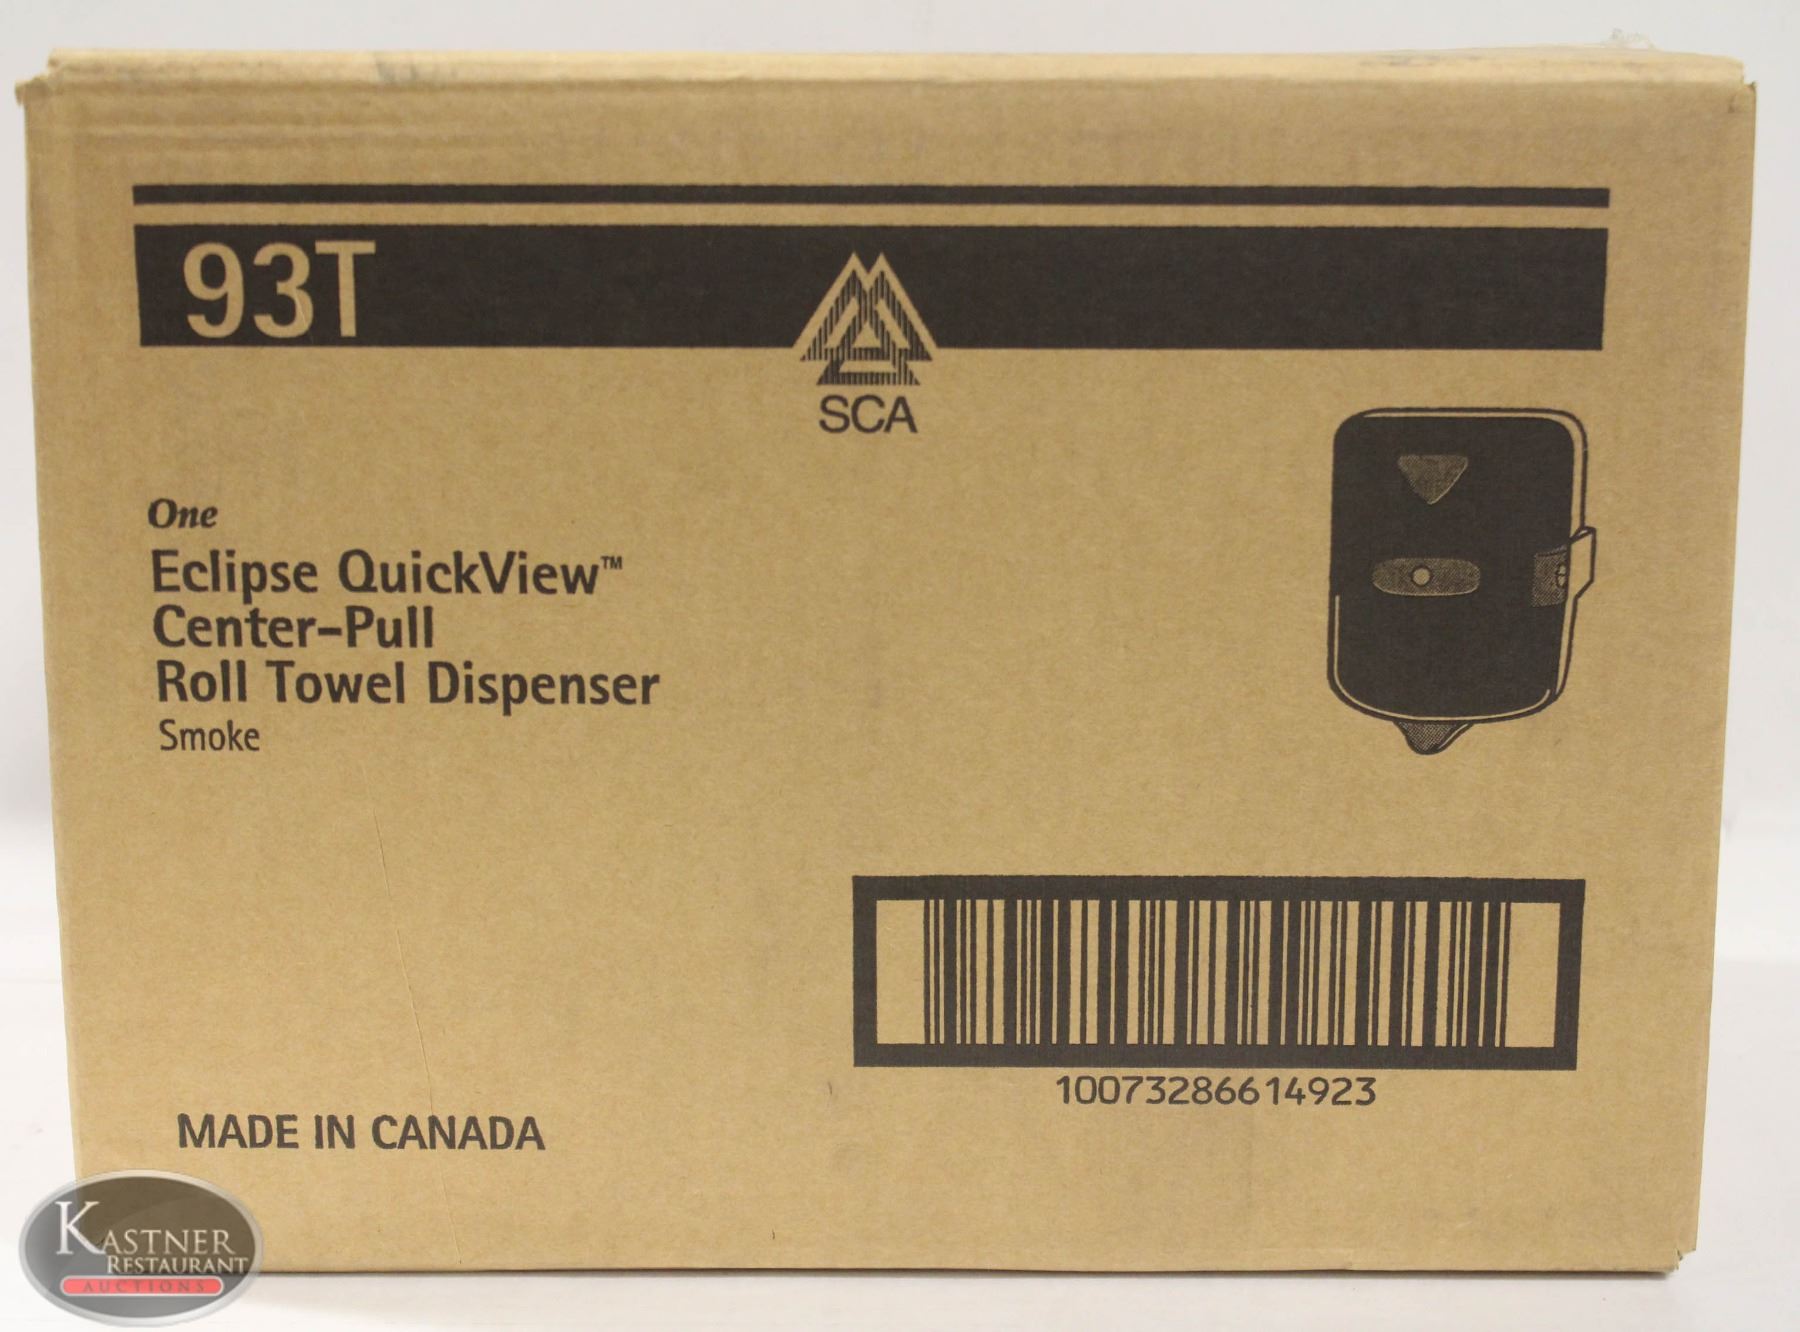 93T
SCA
One
Eclipse QuickView™
Center-Pull
Roll Towel Dispenser
Smoke
10073286614923
MADE IN CANADA
KASTNER
RESTAURANT
AUCTIONS